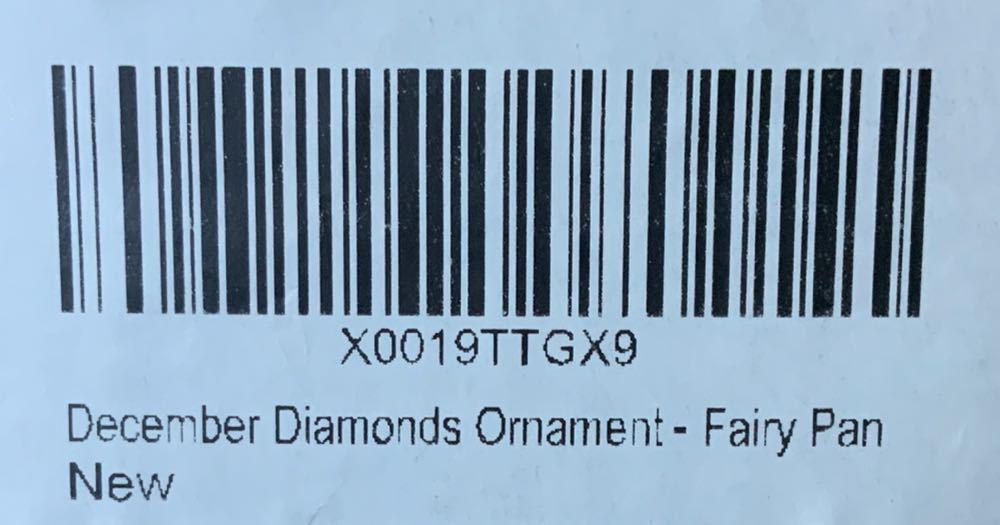 X0019TTGX9
December Diamonds Ornament - Fairy Pan
New